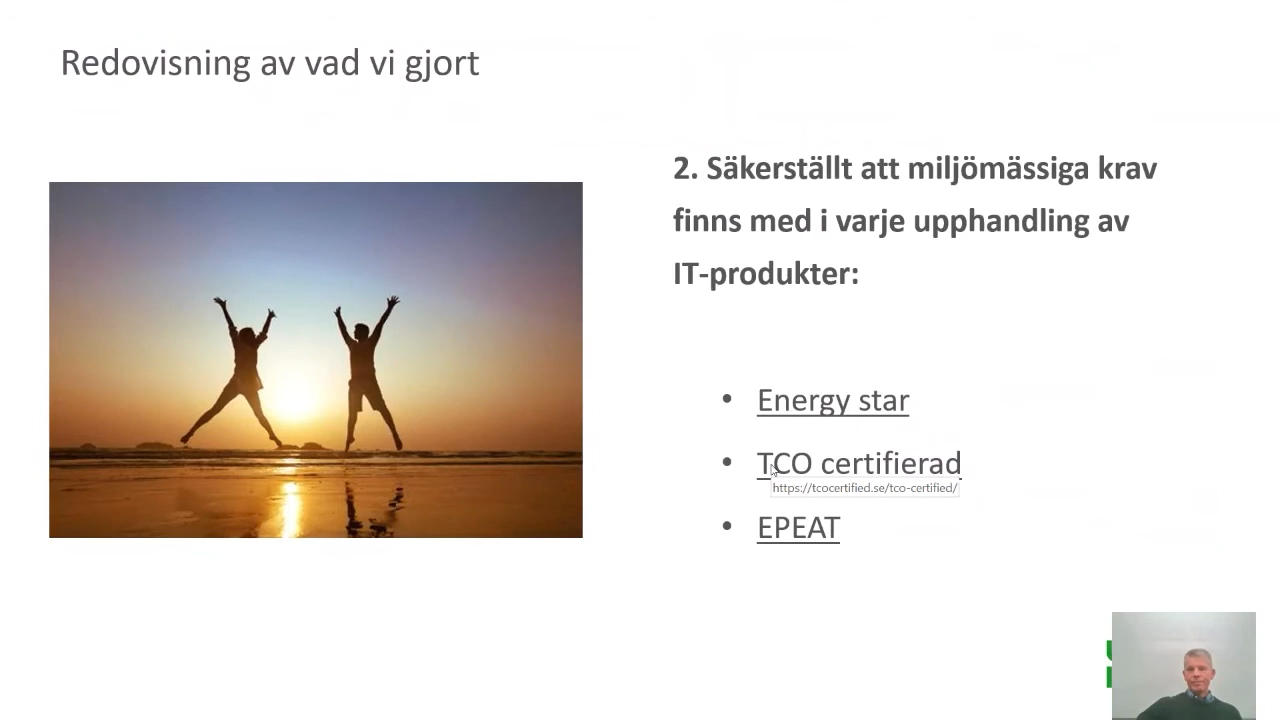 Redovisning av vad vi gjort
2. Säkerställt att miljömässiga krav
finns med i varje upphandling av
IT-produkter:
• Energy star
• TCO certifierad
https://tcocertified.se/tco-certified/
• EPEAT